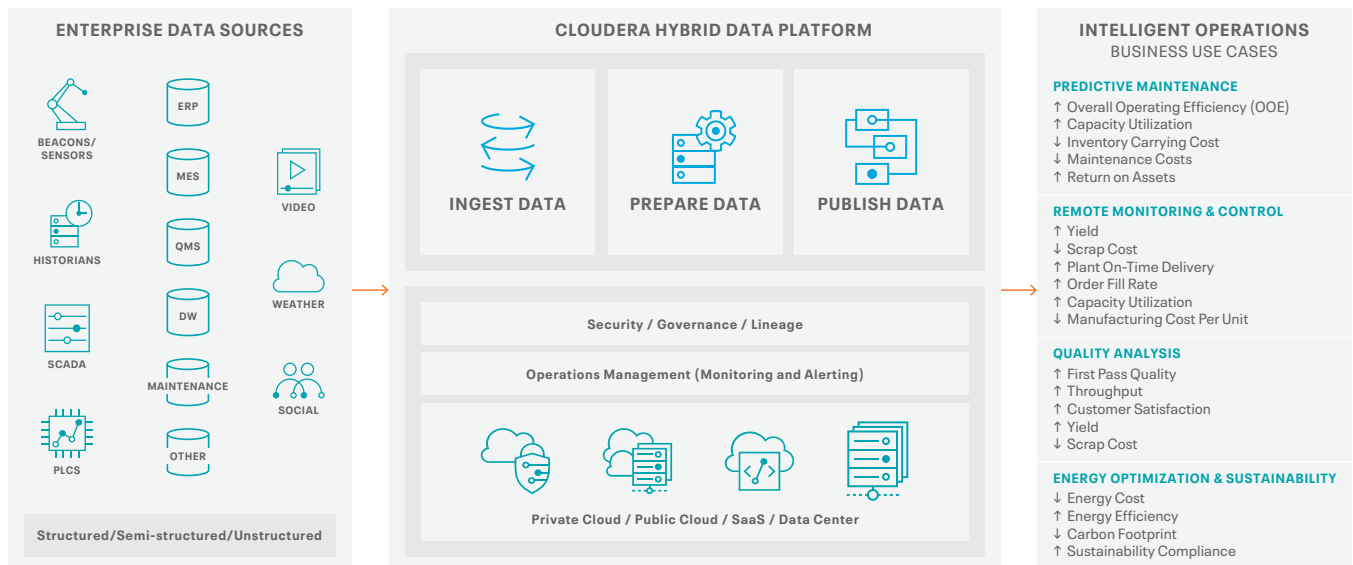 ENTERPRISE DATA SOURCES
BEACONS/
SENSORS
HISTORIANS
SCADA
PLCS
ERP
MES
QMS
DW
MAINTENANCE
OTHER
VIDEO
WEATHER
SOCIAL
Structured/Semi-structured/Unstructured
CLOUDERA HYBRID DATA PLATFORM
INGEST DATA
PREPARE DATA
PUBLISH DATA
Security / Governance / Lineage
Operations Management (Monitoring and Alerting)
Private Cloud / Public Cloud / SaaS / Data Center
INTELLIGENT OPERATIONS
BUSINESS USE CASES
PREDICTIVE MAINTENANCE
↑ Overall Operating Efficiency (OOE)
↑ Capacity Utilization
↓ Inventory Carrying Cost
↓ Maintenance Costs
↑ Return on Assets
REMOTE MONITORING & CONTROL
↑ Yield
↓ Scrap Cost
↑ Plant On-Time Delivery
↑ Order Fill Rate
↑ Capacity Utilization
↓ Manufacturing Cost Per Unit
QUALITY ANALYSIS
↑ First Pass Quality
↑ Throughput
↑ Customer Satisfaction
↑ Yield
↓ Scrap Cost
ENERGY OPTIMIZATION & SUSTAINABILITY
↓ Energy Cost
↑ Energy Efficiency
↓ Carbon Footprint
↑ Sustainability Compliance